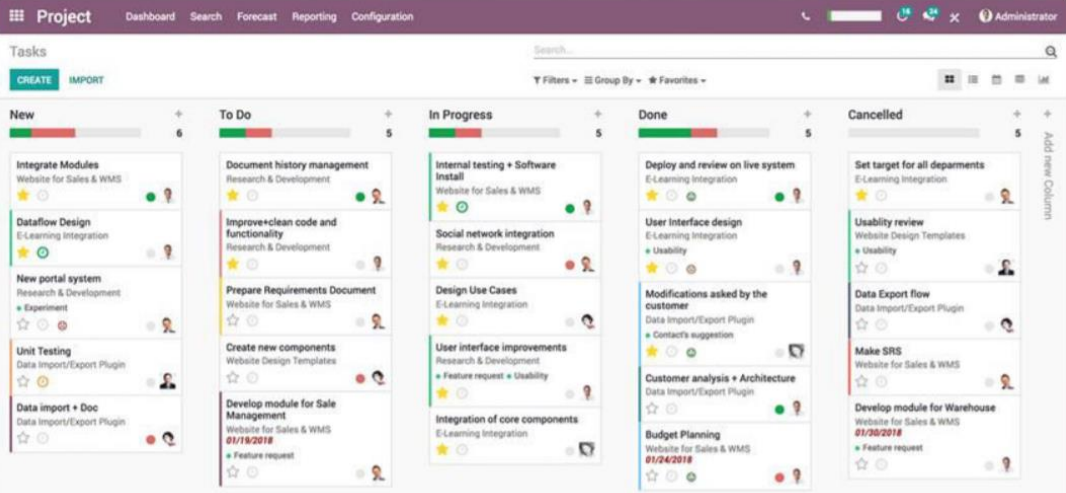 Project Dashboard Search Forecast Reporting Configuration 16 24 Administrator
Tasks
Search...
CREATE IMPORT
Filters Group By Favorites
New
6
Integrate Modules
Website for Sales & WMS
Dataflow Design
E-Learning Integration
New portal system
Research & Development
Experiment
Unit Testing
Data Import/Export Plugin
Data import + Doc
Data Import/Export Plugin
To Do
5
Document history management
Research & Development
Improve+clean code and
functionality
Research & Development
Prepare Requirements Document
Website for Sales & WMS
Create new components
Website Design Templates
Develop module for Sale
Management
Website for Sales & WMS
01/19/2018
Feature request
In Progress
5
Internal testing + Software
Install
Website for Sales & WMS
Social network integration
Research & Development
Design Use Cases
E-Learning Integration
User interface improvements
Research & Development
Feature request Usability
Integration of core components
E-Learning Integration
Done
5
Deploy and review on live system
E-Learning Integration
User Interface design
E-Learning Integration
Usability
Modifications asked by the
customer
Data Import/Export Plugin
Contact's suggestion
Customer analysis + Architecture
Data Import/Export Plugin
Budget Planning
Website for Sales & WMS
01/24/2018
Cancelled
5
Set target for all deparments
E-Learning Integration
Usablity review
Website Design Templates
Usability
Data Export flow
Data Import/Export Plugin
Make SRS
Website for Sales & WMS
Develop module for Warehouse
Website for Sales & WMS
01/30/2018
Feature request
Add new Column